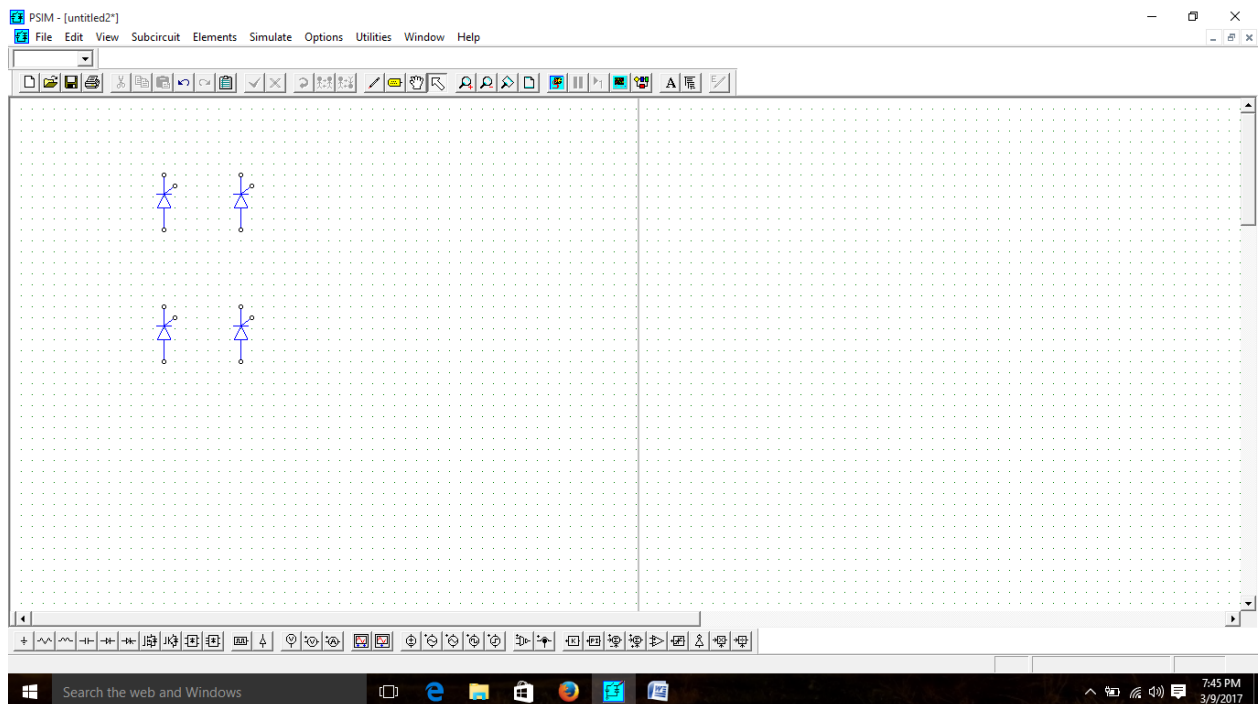 PSIM - [untitled2*]
File Edit View Subcircuit Elements Simulate Options Utilities Window Help
A
Search the web and Windows
7:45 PM
3/9/2017